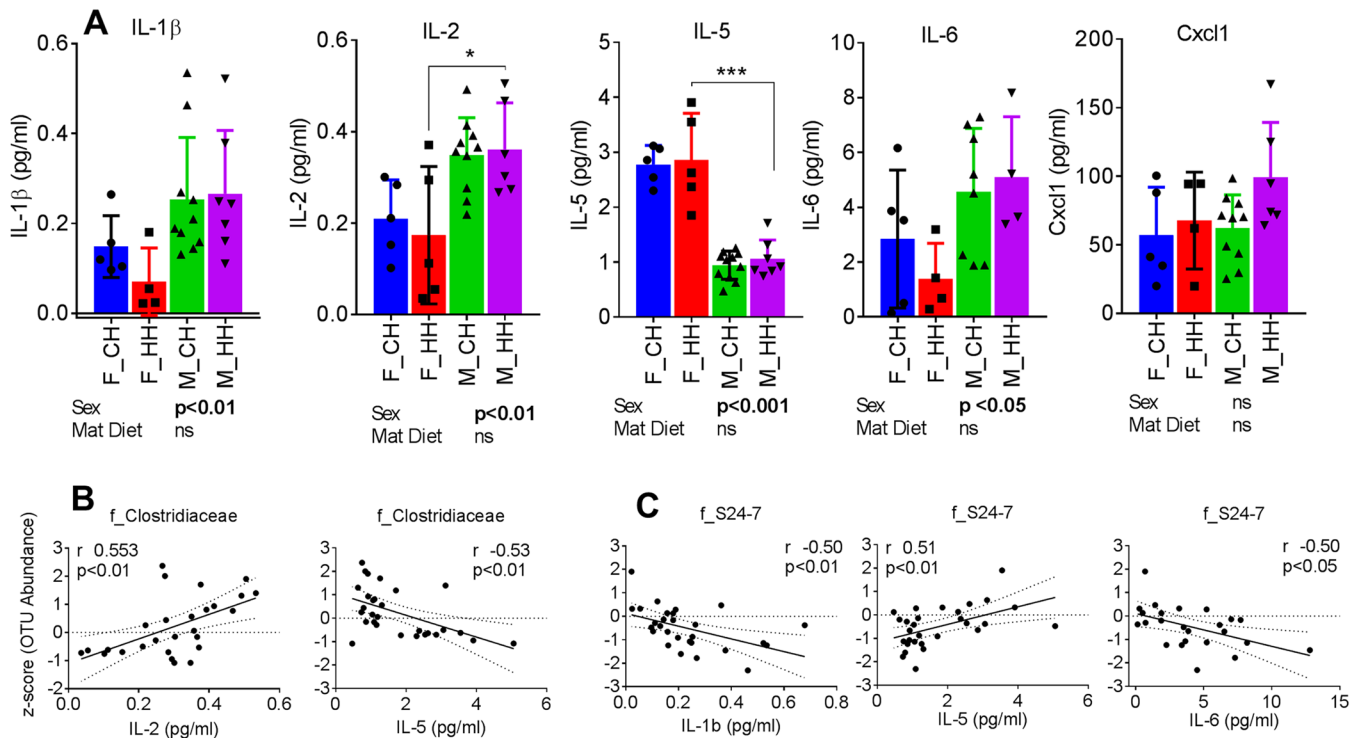 A
IL-1β
IL-1β (pg/ml)
0.6
0.4
0.2
0.0
F_CH
F_HH
M_CH
M_HH
Sex p<0.01
Mat Diet ns
IL-2
IL-2 (pg/ml)
0.6
0.4
0.2
0.0
*
F_CH
F_HH
M_CH
M_HH
Sex p<0.01
Mat Diet ns
IL-5
IL-5 (pg/ml)
5
4
3
2
1
0
***
F_CH
F_HH
M_CH
M_HH
Sex p<0.001
Mat Diet ns
IL-6
IL-6 (pg/ml)
10
8
6
4
2
0
F_CH
F_HH
M_CH
M_HH
Sex p <0.05
Mat Diet ns
Cxcl1
Cxcl1 (pg/ml)
200
150
100
50
0
F_CH
F_HH
M_CH
M_HH
Sex ns
Mat Diet ns
B
f_Clostridiaceae
z-score (OTU Abundance)
r 0.553
p<0.01
3
2
1
0
-1
-2
0.0 0.2 0.4 0.6
IL-2 (pg/ml)
f_Clostridiaceae
r -0.53
p<0.01
3
2
1
0
-1
-2
-3
0 2 4 6
IL-5 (pg/ml)
C
f_S24-7
r -0.50
p<0.01
3
2
1
0
-1
-2
-3
0.0 0.2 0.4 0.6 0.8
IL-1b (pg/ml)
f_S24-7
r 0.51
p<0.01
3
2
1
0
-1
-2
-3
0 2 4 6
IL-5 (pg/ml)
f_S24-7
r -0.50
p<0.05
3
2
1
0
-1
-2
-3
0 5 10 15
IL-6 (pg/ml)